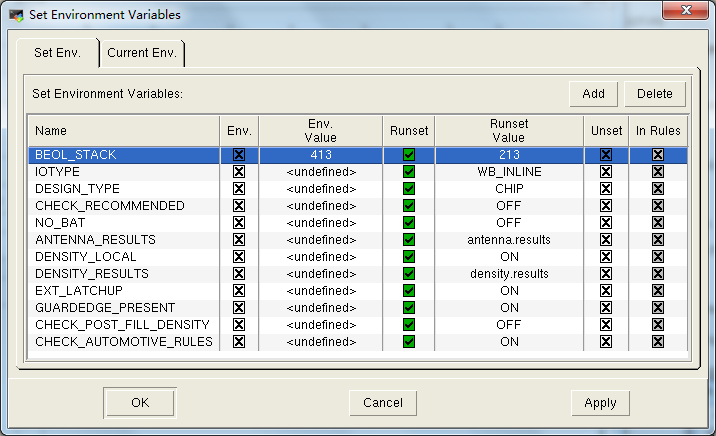 Set Environment Variables
Set Env. Current Env.
Set Environment Variables: Add Delete
Name Env. Env. Value Runset Runset Value Unset In Rules
BEOL_STACK 413 213
IOTYPE <undefined> WB_INLINE
DESIGN_TYPE <undefined> CHIP
CHECK_RECOMMENDED <undefined> OFF
NO_BAT <undefined> OFF
ANTENNA_RESULTS <undefined> antenna.results
DENSITY_LOCAL <undefined> ON
DENSITY_RESULTS <undefined> density.results
EXT_LATCHUP <undefined> ON
GUARDEDGE_PRESENT <undefined> ON
CHECK_POST_FILL_DENSITY <undefined> OFF
CHECK_AUTOMOTIVE_RULES <undefined> ON
OK Cancel Apply